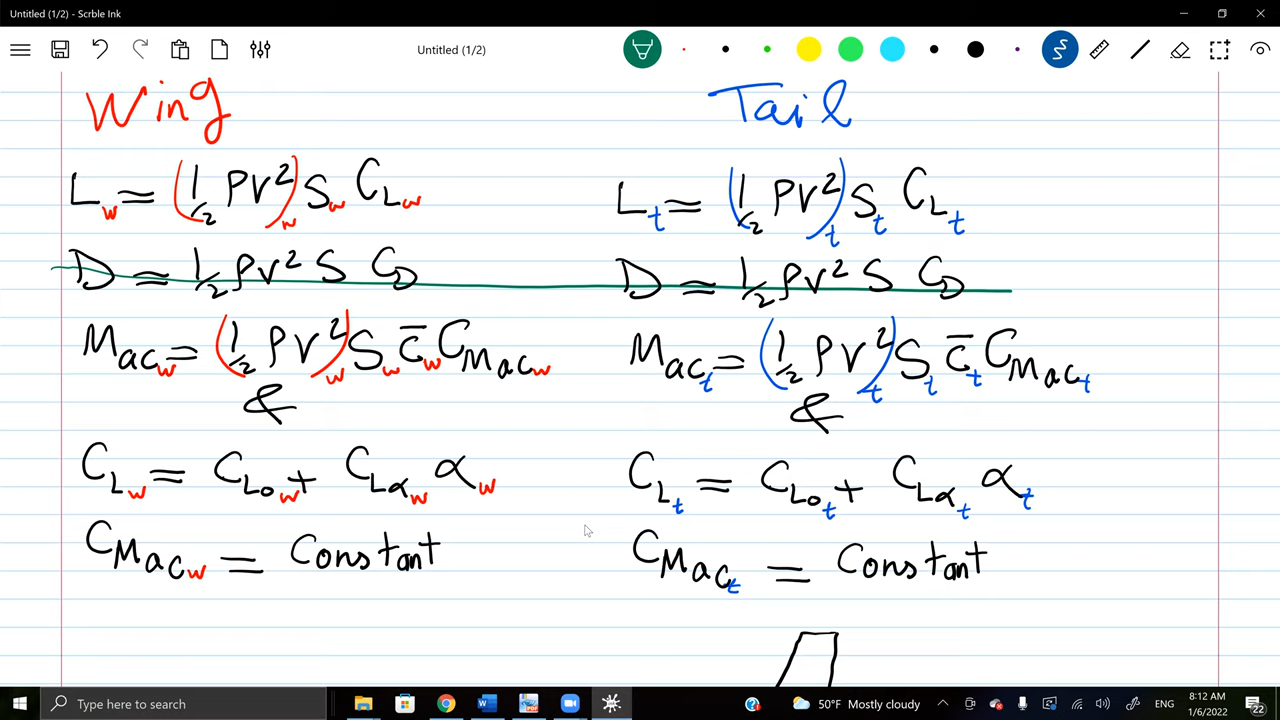 Untitled (1/2) - Scrble Ink
Untitled (1/2)
Wing
Tail
L_w = (1/2 ρV²)_w S_w C_L_w
L_t = (1/2 ρV²)_t S_t C_L_t
D = 1/2 ρV² S C_D
D = 1/2 ρV² S C_D
M_ac_w = (1/2 ρV²)_w S_w c̄_w C_M_ac_w
M_ac_t = (1/2 ρV²)_t S_t c̄_t C_M_ac_t
&
&
C_L_w = C_L₀_w + C_Lα_w α_w
C_L_t = C_L₀_t + C_Lα_t α_t
C_M_ac_w = Constant
C_M_ac_t = Constant
Type here to search
50°F Mostly cloudy
ENG
8:12 AM
1/6/2022
22